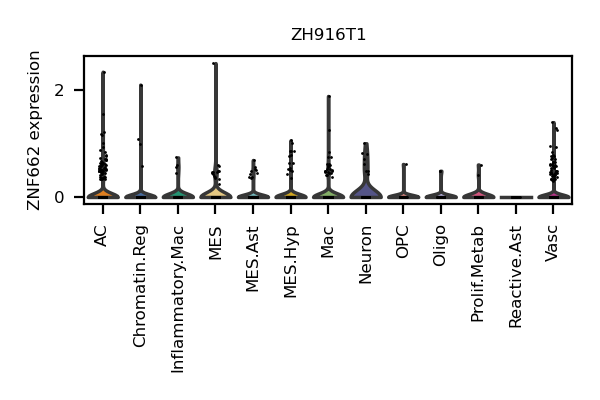 ZH916T1
ZNF662 expression
2
0
AC
Chromatin.Reg
Inflammatory.Mac
MES
MES.Ast
MES.Hyp
Mac
Neuron
OPC
Oligo
Prolif.Metab
Reactive.Ast
Vasc